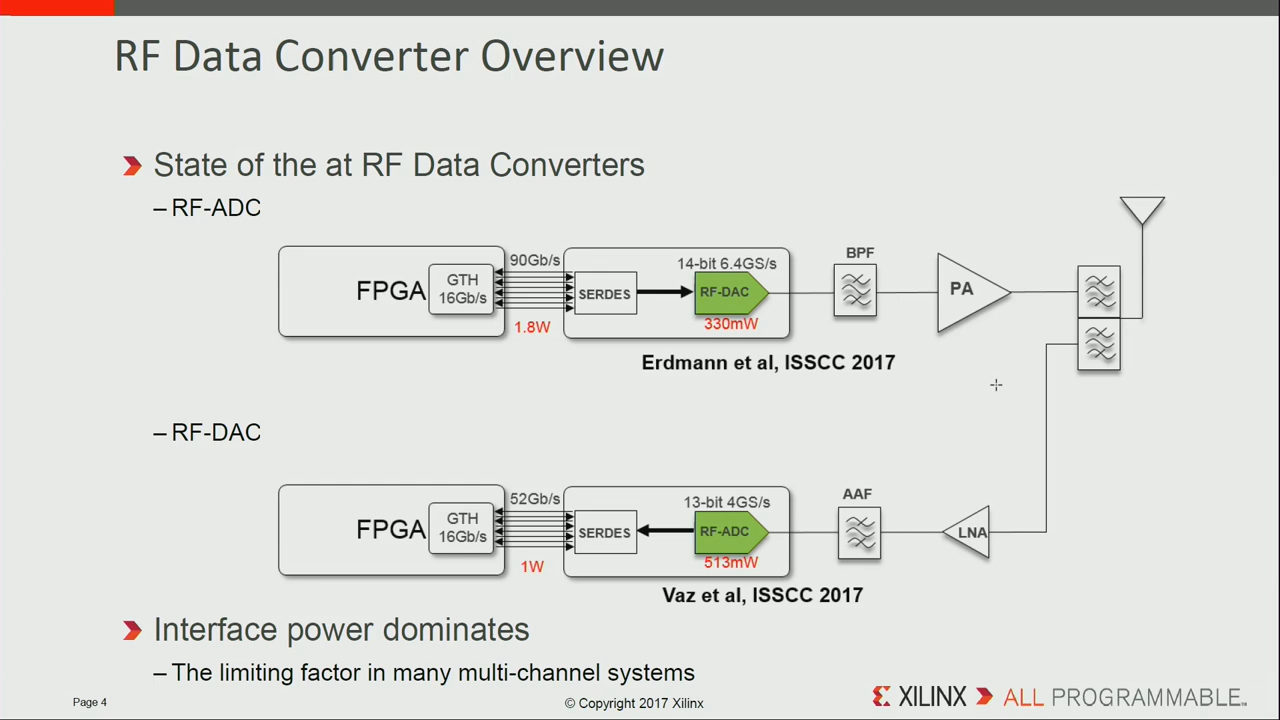 RF Data Converter Overview
State of the at RF Data Converters
– RF-ADC
FPGA
GTH
16Gb/s
90Gb/s
1.8W
SERDES
14-bit 6.4GS/s
RF-DAC
330mW
BPF
PA
Erdmann et al, ISSCC 2017
– RF-DAC
FPGA
GTH
16Gb/s
52Gb/s
1W
SERDES
13-bit 4GS/s
RF-ADC
513mW
AAF
LNA
Vaz et al, ISSCC 2017
Interface power dominates
– The limiting factor in many multi-channel systems
Page 4
© Copyright 2017 Xilinx
XILINX ALL PROGRAMMABLE™